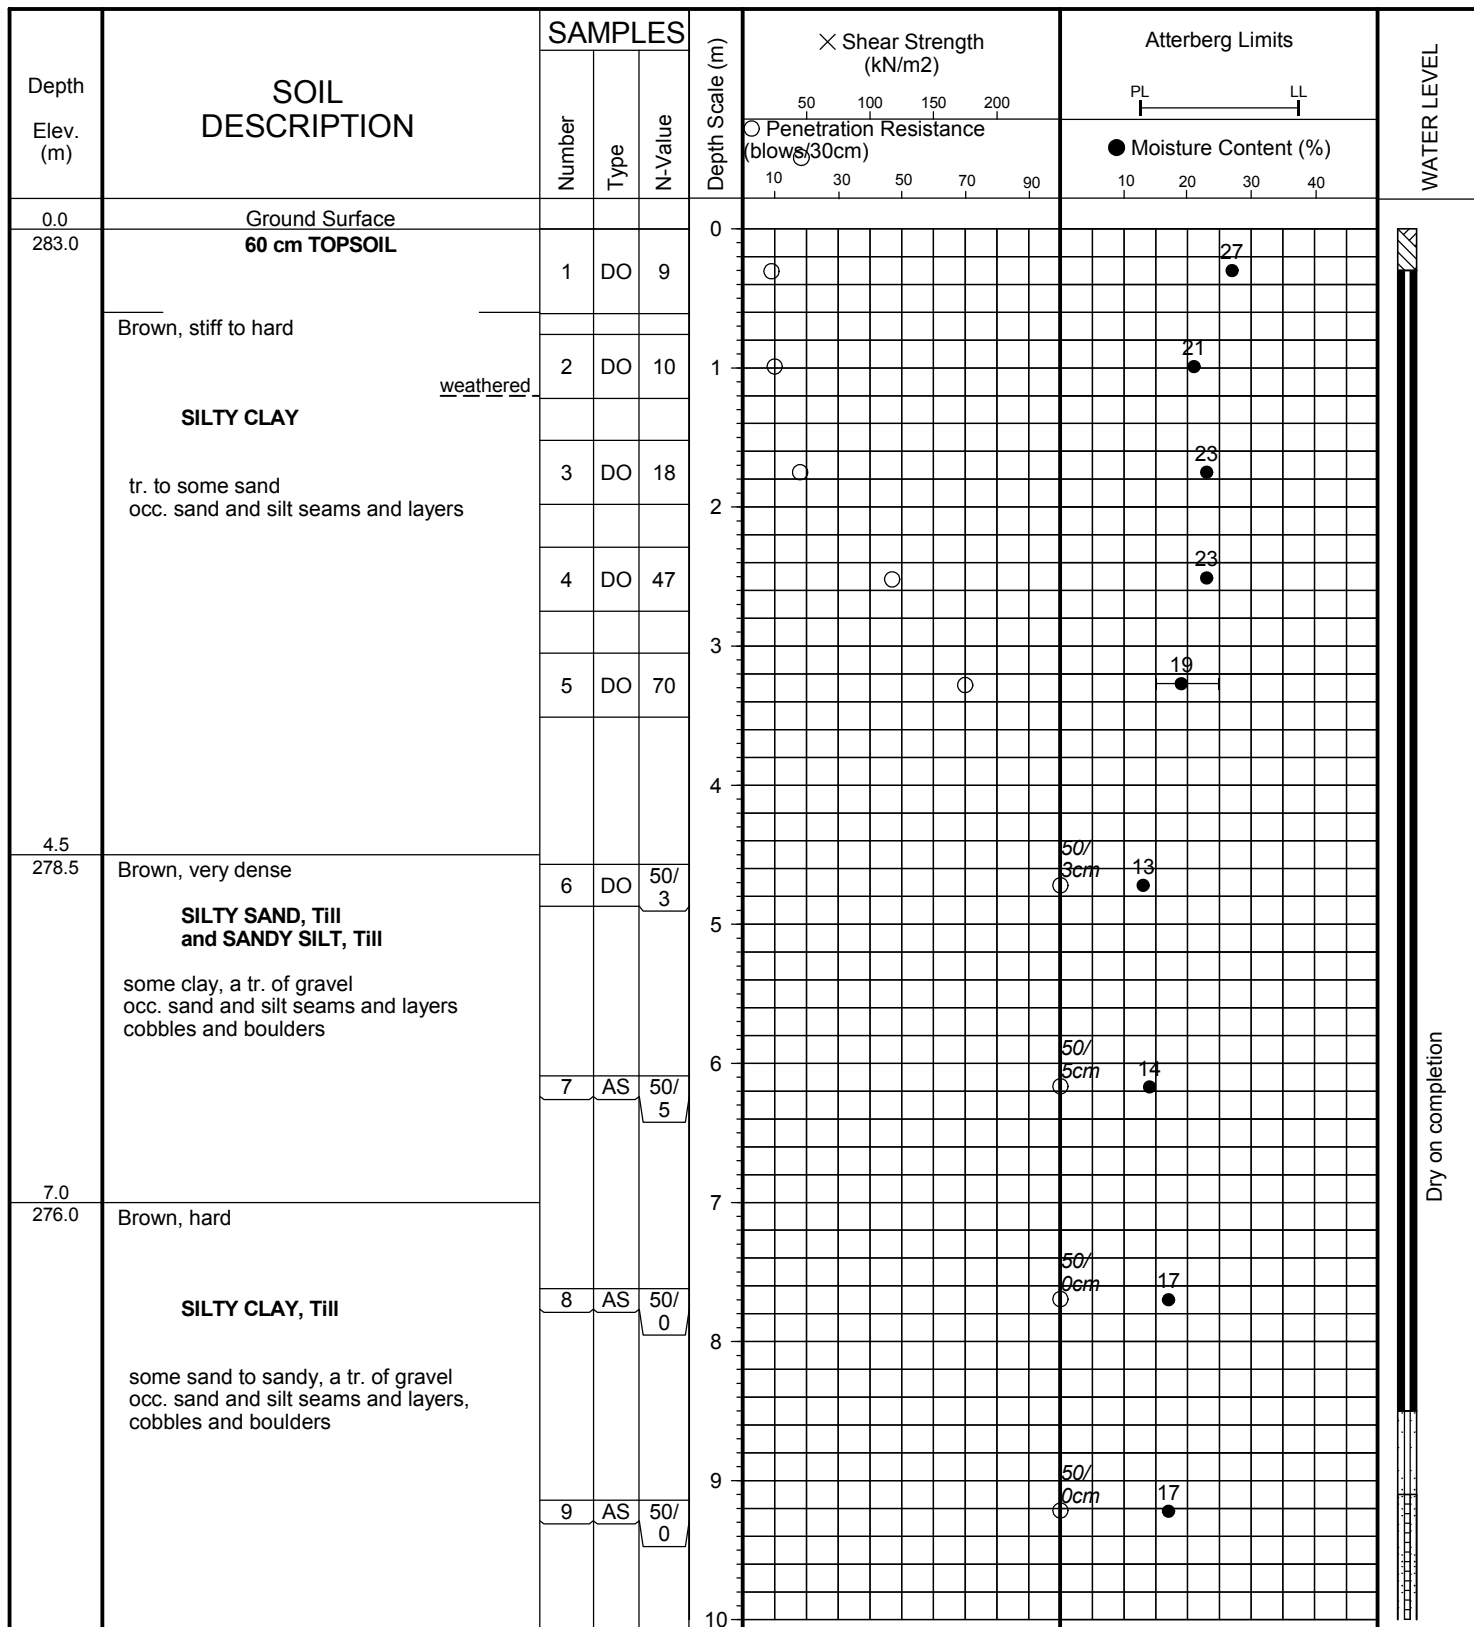 Depth
Elev.
(m)
SOIL
DESCRIPTION
SAMPLES
Number
Type
N-Value
Depth Scale (m)
× Shear Strength
(kN/m2)
50 100 150 200
Penetration Resistance
(blows/30cm)
10 30 50 70 90
Atterberg Limits
PL LL
Moisture Content (%)
10 20 30 40
WATER LEVEL
0.0 Ground Surface
283.0 60 cm TOPSOIL
0
1 DO 9
27
Brown, stiff to hard
2 DO 10
1
21
weathered
SILTY CLAY
3 DO 18
23
tr. to some sand
occ. sand and silt seams and layers
2
4 DO 47
23
3
5 DO 70
19
4
4.5
278.5 Brown, very dense
6 DO 50/
3
50/
3cm
13
SILTY SAND, Till
and SANDY SILT, Till
5
some clay, a tr. of gravel
occ. sand and silt seams and layers
cobbles and boulders
6
7 AS 50/
5
50/
5cm
14
Dry on completion
7.0
276.0 Brown, hard
7
8 AS 50/
0
50/
0cm
17
SILTY CLAY, Till
8
some sand to sandy, a tr. of gravel
occ. sand and silt seams and layers,
cobbles and boulders
9
9 AS 50/
0
50/
0cm
17
10